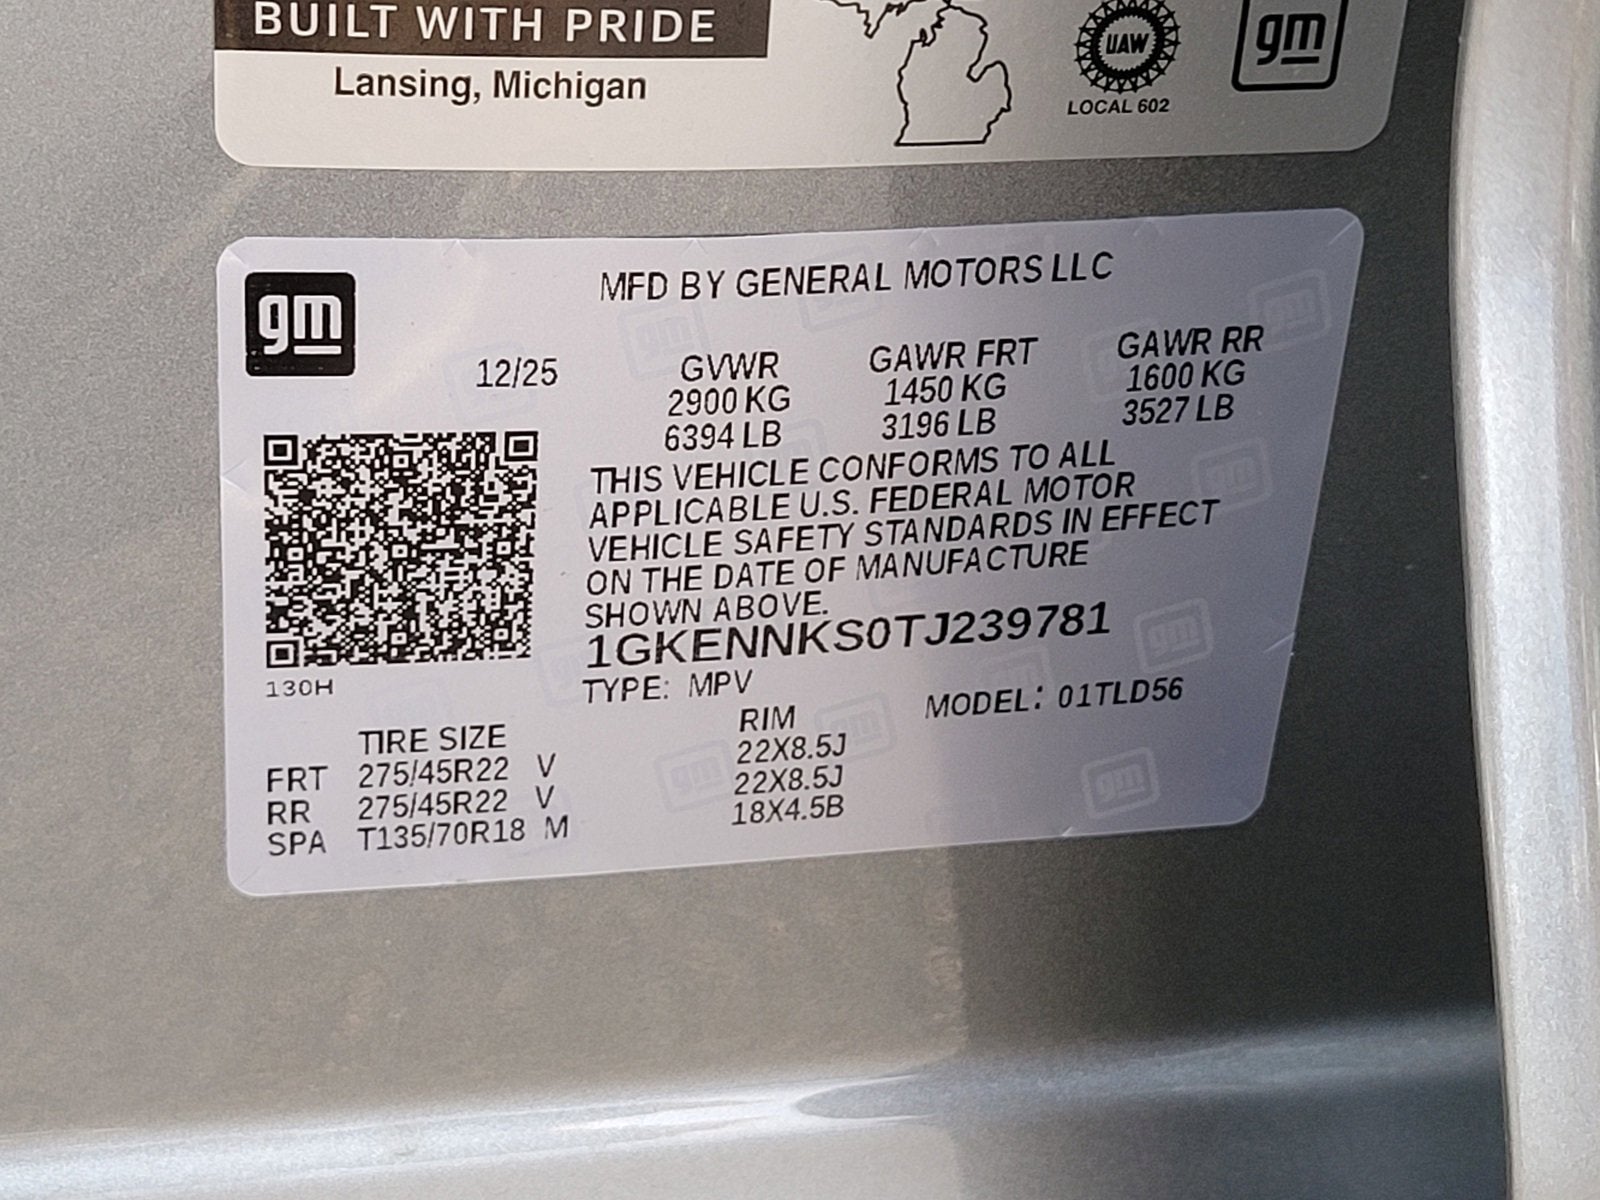 BUILT WITH PRIDE
Lansing, Michigan
UAW
LOCAL 602
gm
gm
MFD BY GENERAL MOTORS LLC
12/25
GVWR GAWR FRT GAWR RR
2900 KG 1450 KG 1600 KG
6394 LB 3196 LB 3527 LB
THIS VEHICLE CONFORMS TO ALL
APPLICABLE U.S. FEDERAL MOTOR
VEHICLE SAFETY STANDARDS IN EFFECT
ON THE DATE OF MANUFACTURE
SHOWN ABOVE.
1GKENNKS0TJ239781
130H
TYPE: MPV MODEL: 01TLD56
TIRE SIZE RIM
FRT 275/45R22 V 22X8.5J
RR 275/45R22 V 22X8.5J
SPA T135/70R18 M 18X4.5B